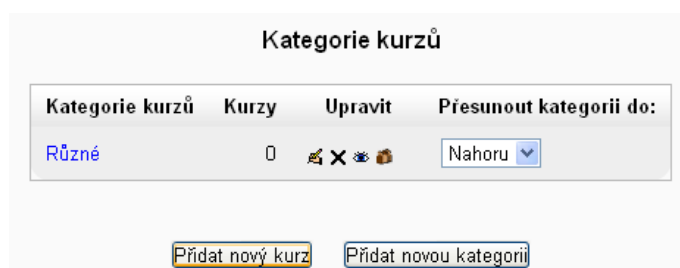 Kategorie kurzů
Kategorie kurzů Kurzy Upravit Přesunout kategorii do:
Různé 0 Nahoru
Přidat nový kurz Přidat novou kategorii